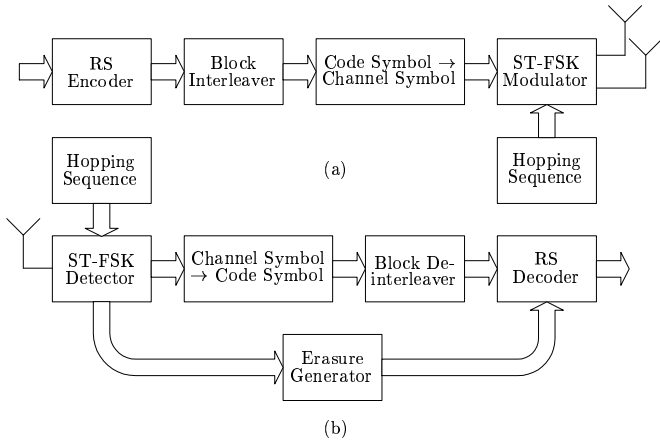 RS
Encoder
Block
Interleaver
Code Symbol →
Channel Symbol
ST-FSK
Modulator
Hopping
Sequence
(a)
Hopping
Sequence
ST-FSK
Detector
Channel Symbol
→ Code Symbol
Block De-
interleaver
RS
Decoder
Erasure
Generator
(b)